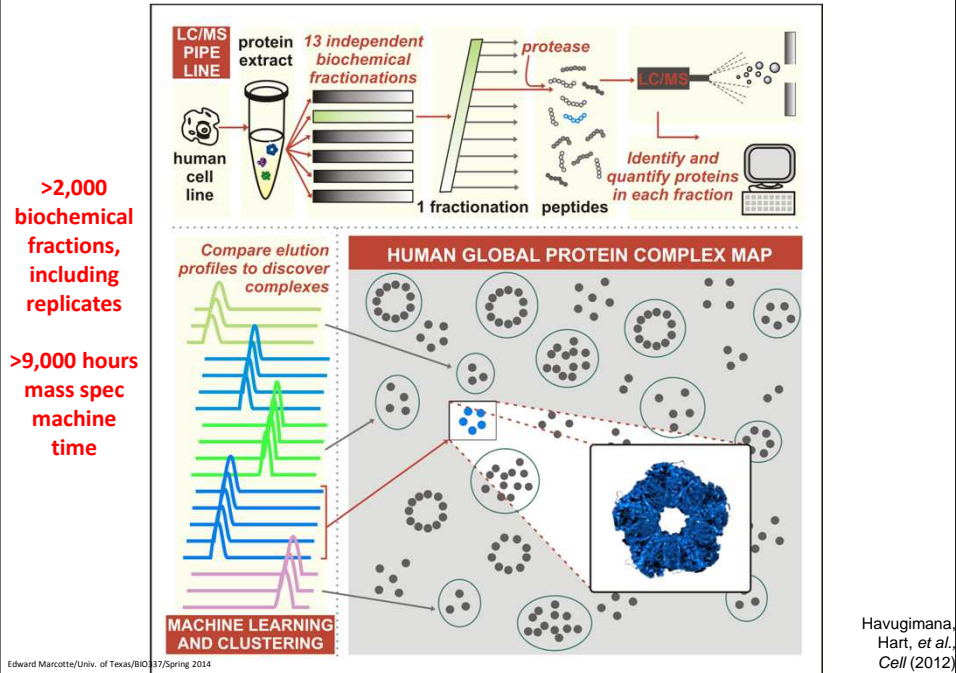 LC/MS
PIPE
LINE
protein
extract
13 independent
biochemical
fractionations
protease
LC/MS
human
cell
line
1 fractionation
peptides
Identify and
quantify proteins
in each fraction
>2,000
biochemical
fractions,
including
replicates
>9,000 hours
mass spec
machine
time
Compare elution
profiles to discover
complexes
HUMAN GLOBAL PROTEIN COMPLEX MAP
MACHINE LEARNING
AND CLUSTERING
Havugimana,
Hart, et al.,
Cell (2012)
Edward Marcotte/Univ. of Texas/BIO337/Spring 2014